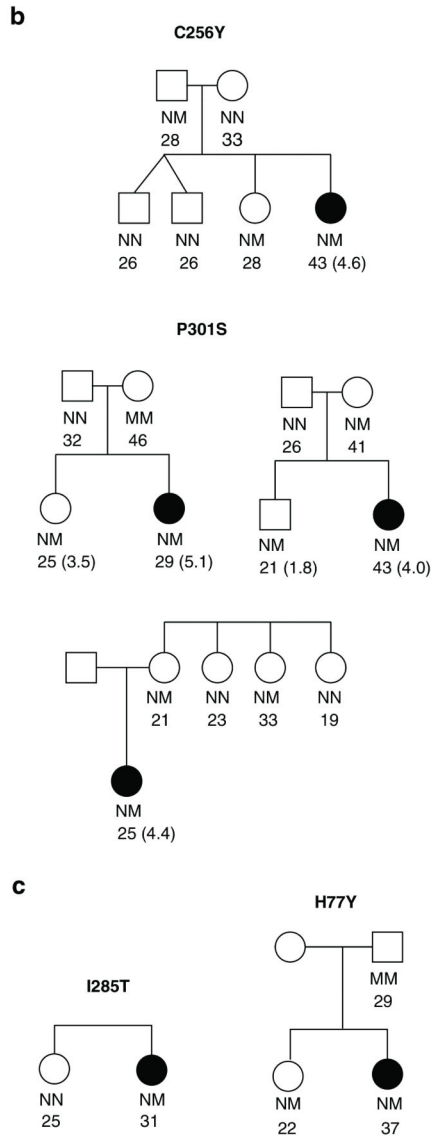 b
C256Y
NM NN
28 33
NN NN NM NM
26 26 28 43 (4.6)
P301S
NN MM
32 46
NM NM
25 (3.5) 29 (5.1)
NN NM
26 41
NM NM
21 (1.8) 43 (4.0)
NM NN NM NN
21 23 33 19
NM
25 (4.4)
c
I285T
NN NM
25 31
H77Y
MM
29
NM NM
22 37